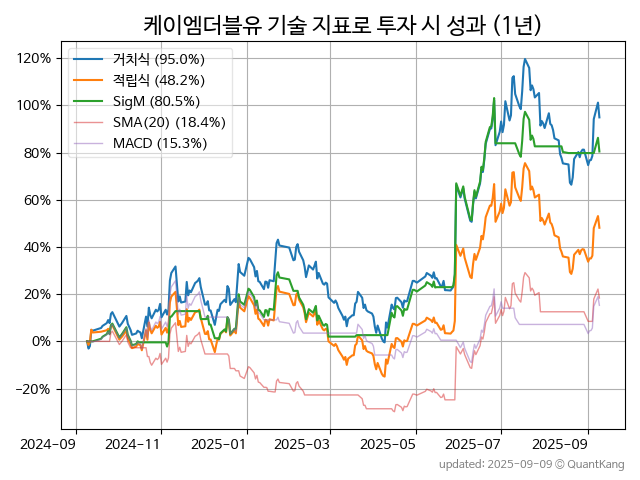 케이엠더블유 기술 지표로 투자 시 성과 (1년)
120%
100%
80%
60%
40%
20%
0%
−20%
거치식 (95.0%)
적립식 (48.2%)
SigM (80.5%)
SMA(20) (18.4%)
MACD (15.3%)
2024-09
2024-11
2025-01
2025-03
2025-05
2025-07
2025-09
updated: 2025-09-09 © QuantKang